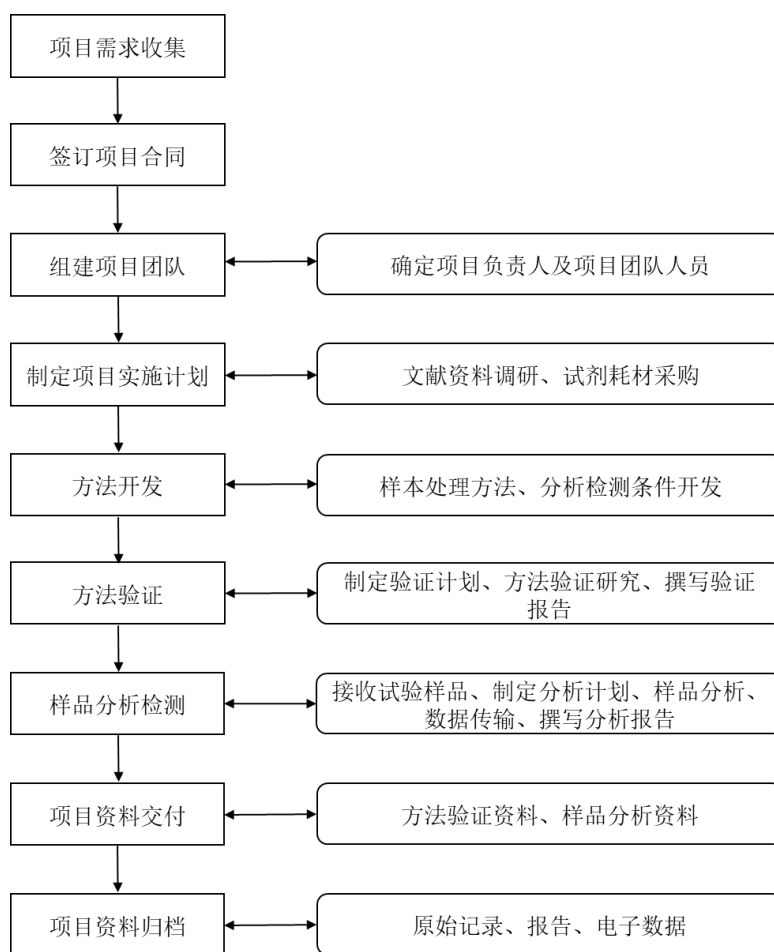 项目需求收集
签订项目合同
组建项目团队
确定项目负责人及项目团队人员
制定项目实施计划
文献资料调研、试剂耗材采购
方法开发
样本处理方法、分析检测条件开发
方法验证
制定验证计划、方法验证研究、撰写验证
报告
样品分析检测
接收试验样品、制定分析计划、样品分析、
数据传输、撰写分析报告
项目资料交付
方法验证资料、样品分析资料
项目资料归档
原始记录、报告、电子数据